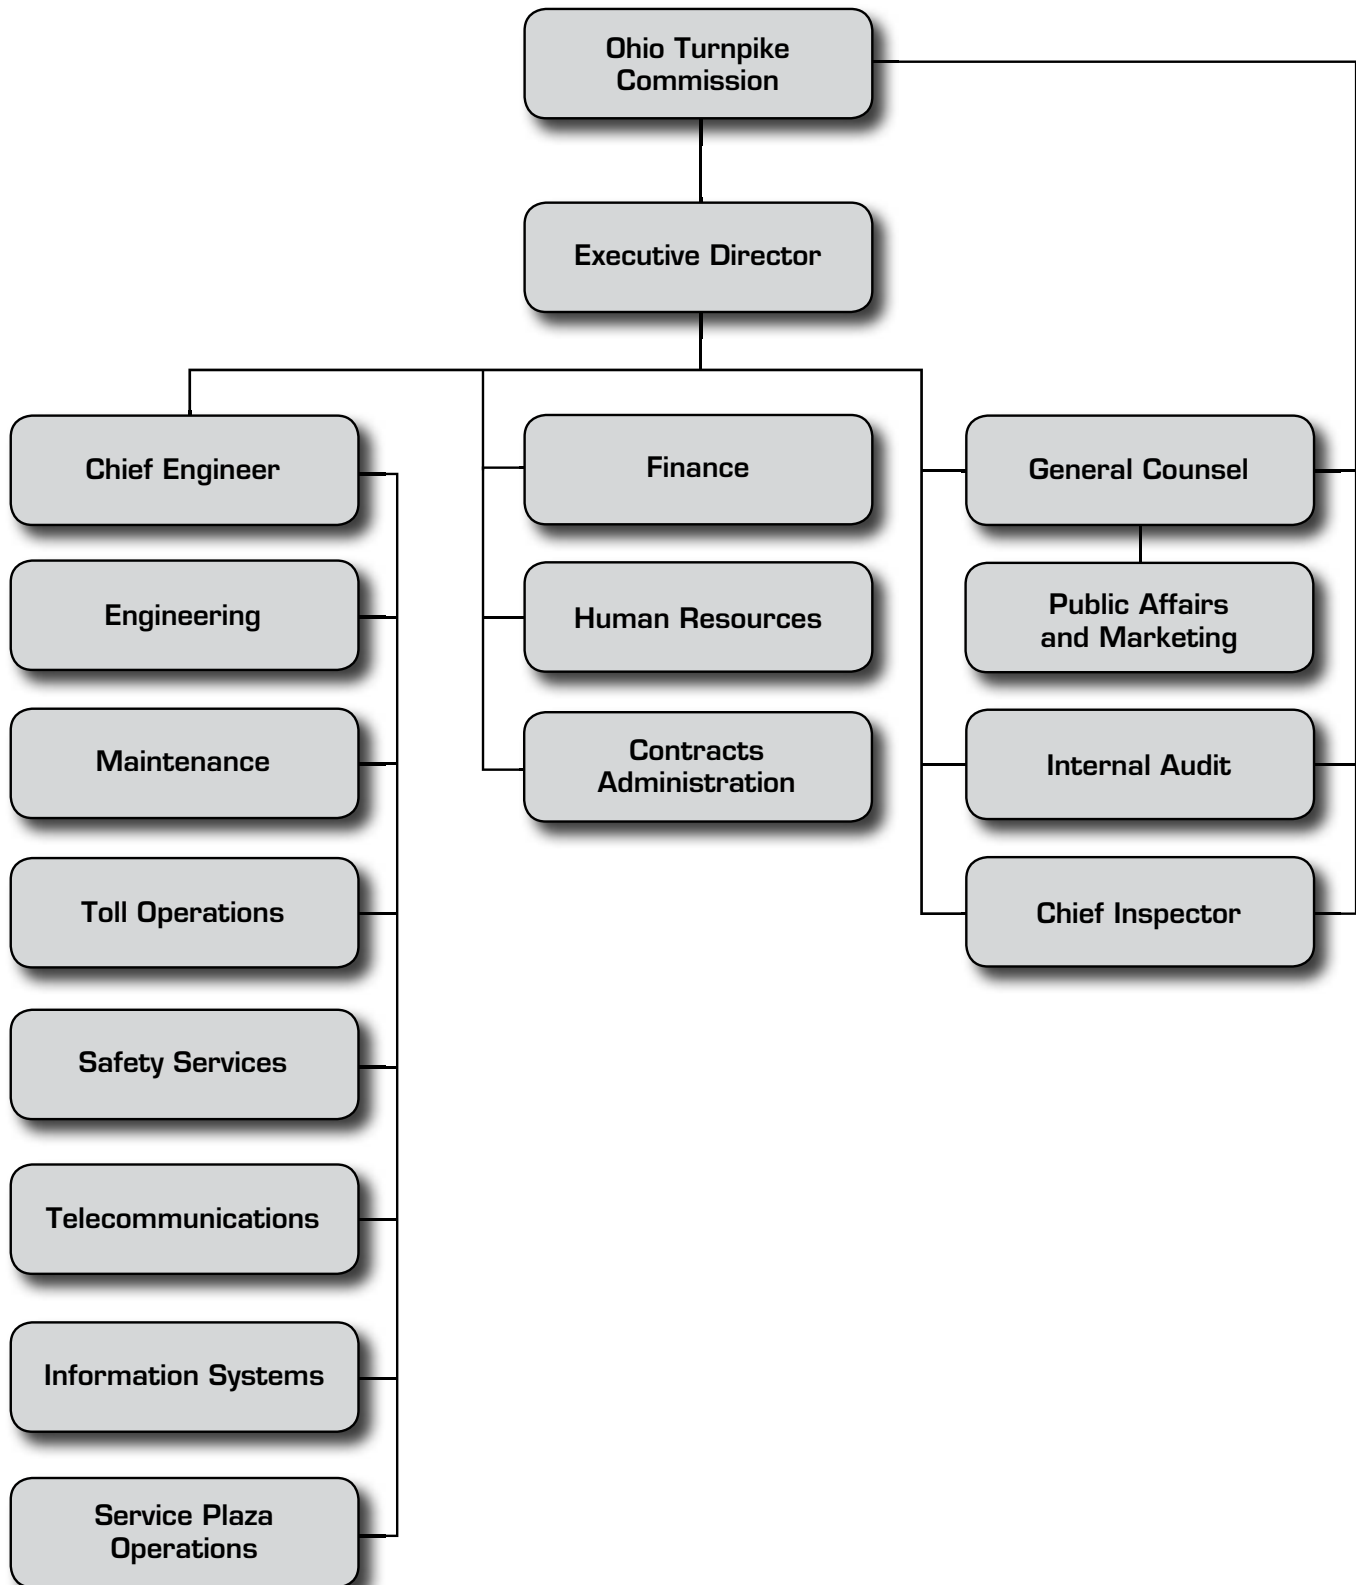 Ohio Turnpike
Commission
Executive Director
Chief Engineer
Engineering
Maintenance
Toll Operations
Safety Services
Telecommunications
Information Systems
Service Plaza
Operations
Finance
Human Resources
Contracts
Administration
General Counsel
Public Affairs
and Marketing
Internal Audit
Chief Inspector